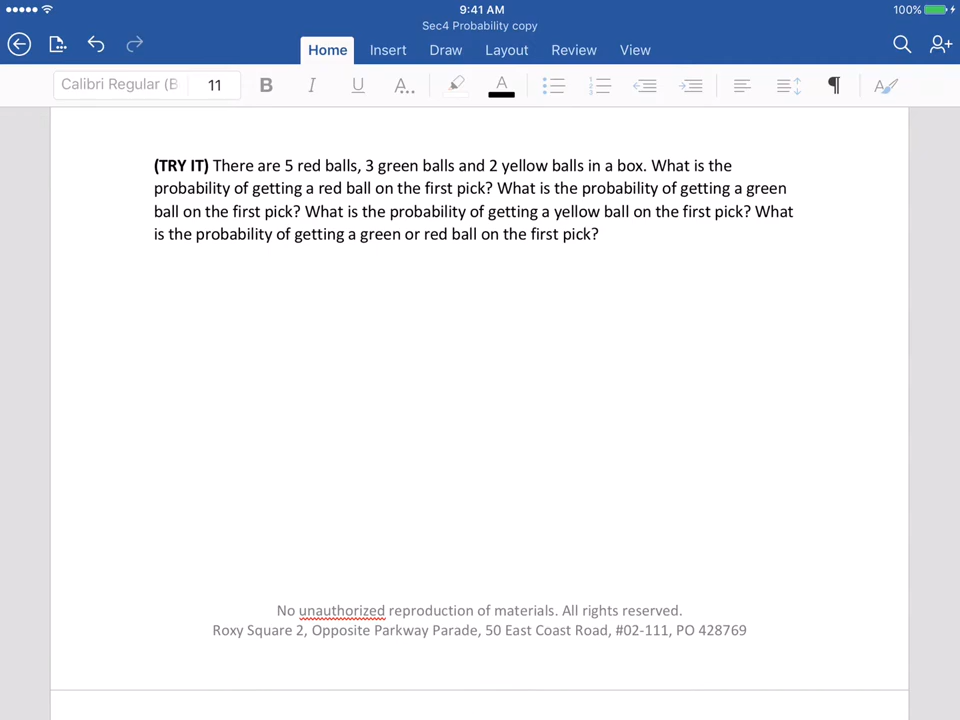 9:41 AM
100%
Sec4 Probability copy
Home Insert Draw Layout Review View
Calibri Regular (B 11 B I U A.. A
(TRY IT) There are 5 red balls, 3 green balls and 2 yellow balls in a box. What is the
probability of getting a red ball on the first pick? What is the probability of getting a green
ball on the first pick? What is the probability of getting a yellow ball on the first pick? What
is the probability of getting a green or red ball on the first pick?
No unauthorized reproduction of materials. All rights reserved.
Roxy Square 2, Opposite Parkway Parade, 50 East Coast Road, #02-111, PO 428769